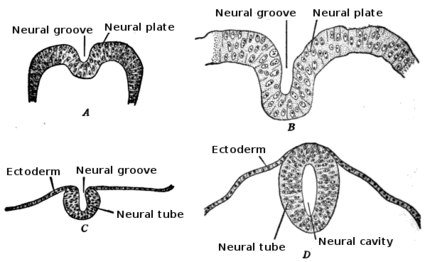 Neural groove
Neural plate
A
Neural groove
Neural plate
B
Ectoderm
Neural groove
Neural tube
C
Ectoderm
Neural tube
Neural cavity
D